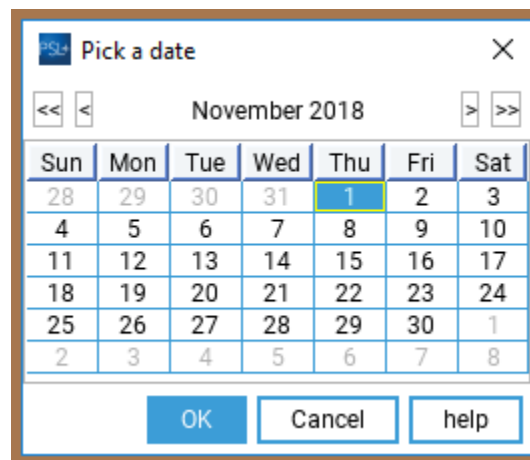 PSL+ Pick a date
<< < November 2018 > >>
Sun Mon Tue Wed Thu Fri Sat
28 29 30 31 1 2 3
4 5 6 7 8 9 10
11 12 13 14 15 16 17
18 19 20 21 22 23 24
25 26 27 28 29 30 1
2 3 4 5 6 7 8
OK Cancel help